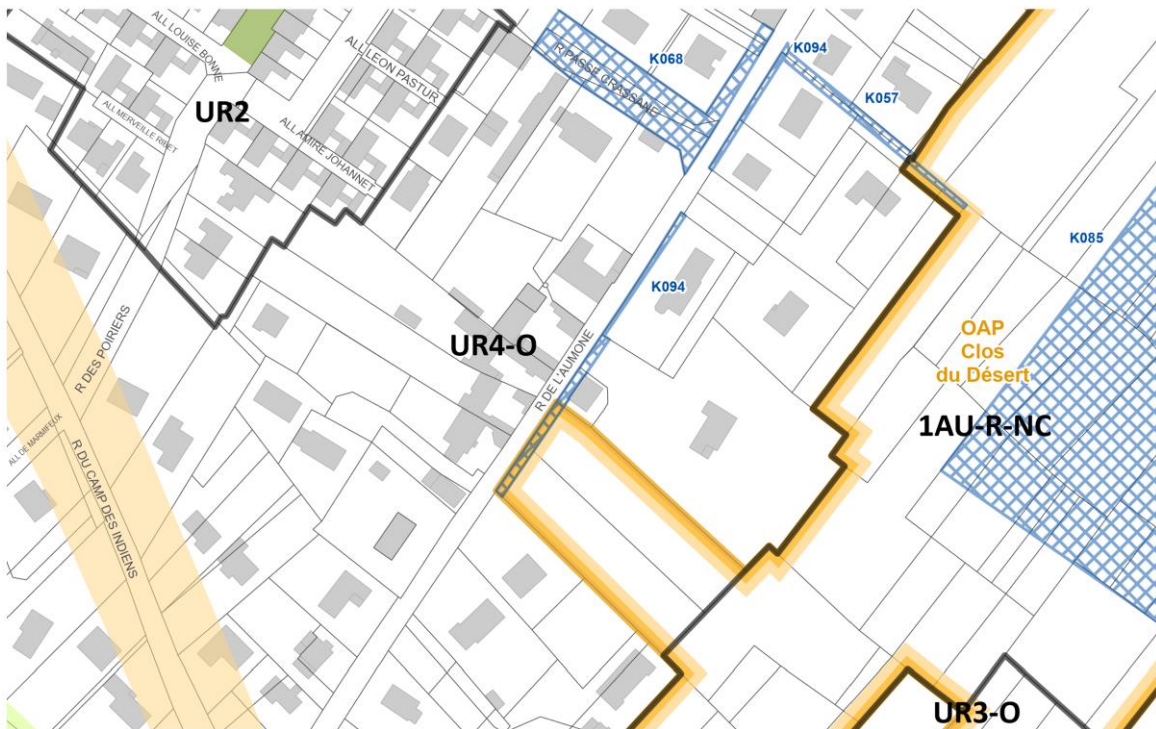 ALL LOUISE BONNE
ALL LEON PASTUR
R PASSE CRASSANE
K068
K094
K057
UR2
ALL MERVEILLE RIBET
ALL AMIRE JOHANNET
K085
K094
R DES POIRIERS
UR4-O
R DE L'AUMONE
OAP
Clos
du Désert
1AU-R-NC
ALL DE MARMIFEUX
R DU CAMP DES INDIENS
UR3-O